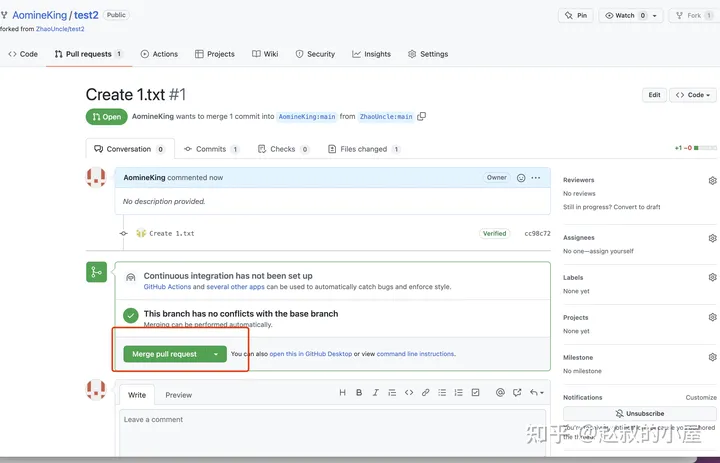 AomineKing / test2 Public
Pin
Watch 0
Fork 1
forked from ZhaoUncle/test2
Code
Pull requests 1
Actions
Projects
Wiki
Security
Insights
Settings
Create 1.txt #1
Edit
Code
Open
AomineKing wants to merge 1 commit into AomineKing:main from ZhaoUncle:main
Conversation 0
Commits 1
Checks 0
Files changed 1
+1 −0
AomineKing commented now
Owner
No description provided.
Create 1.txt
Verified
cc98c72
Continuous integration has not been set up
GitHub Actions and several other apps can be used to automatically catch bugs and enforce style.
This branch has no conflicts with the base branch
Merging can be performed automatically.
Merge pull request
You can also open this in GitHub Desktop or view command line instructions.
Write
Preview
H B I
Leave a comment
Reviewers
No reviews
Still in progress? Convert to draft
Assignees
No one—assign yourself
Labels
None yet
Projects
None yet
Milestone
No milestone
Notifications
Customize
Unsubscribe
知乎 @赵叔的小屋